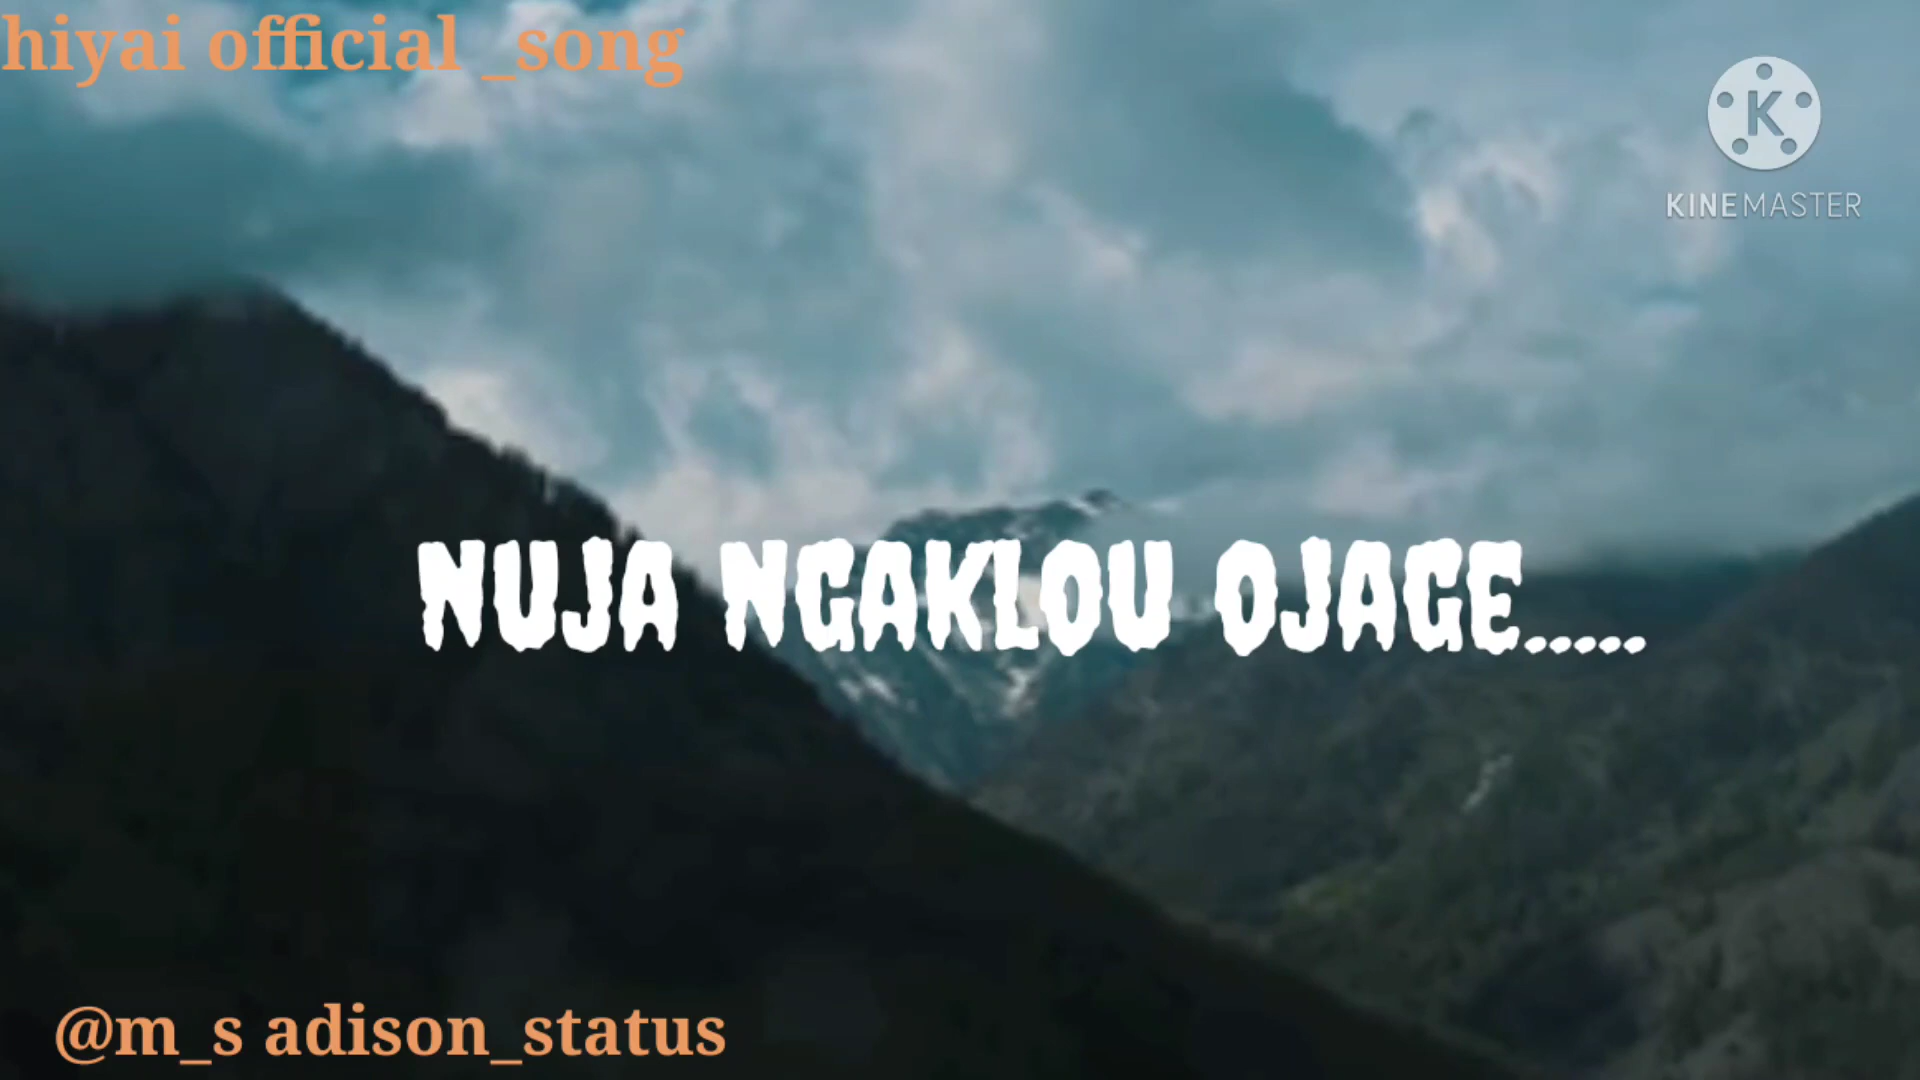 hiyai official _song
KINEMASTER
NUJA NGAKLOU OJAGE.....
@m_s adison_status